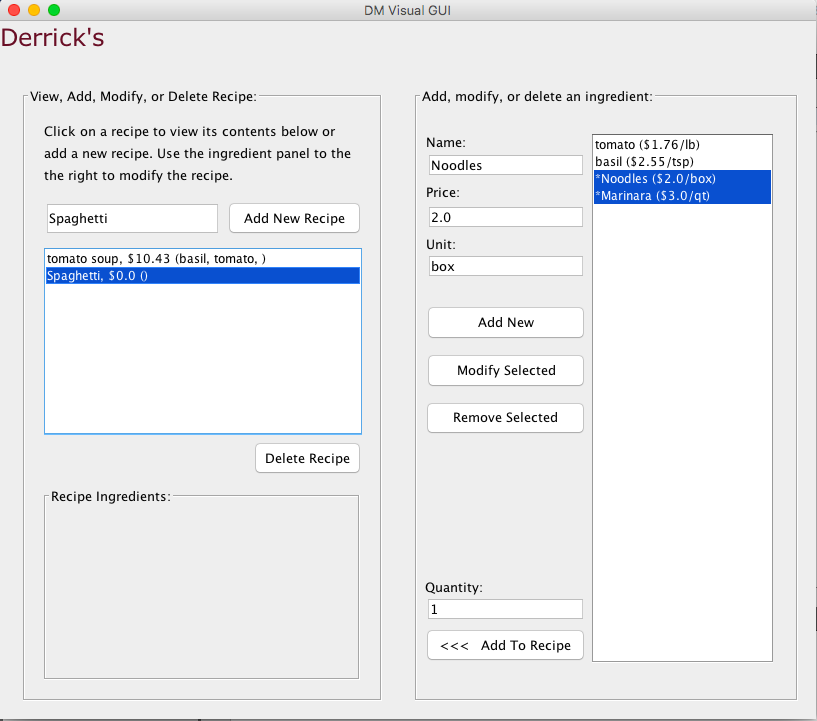 DM Visual GUI
Derrick's
View, Add, Modify, or Delete Recipe:
Click on a recipe to view its contents below or
add a new recipe. Use the ingredient panel to the
the right to modify the recipe.
Spaghetti
Add New Recipe
tomato soup, $10.43 (basil, tomato, )
Spaghetti, $0.0 ()
Delete Recipe
Recipe Ingredients:
Add, modify, or delete an ingredient:
Name:
Noodles
Price:
2.0
Unit:
box
Add New
Modify Selected
Remove Selected
Quantity:
1
<<< Add To Recipe
tomato ($1.76/lb)
basil ($2.55/tsp)
*Noodles ($2.0/box)
*Marinara ($3.0/qt)